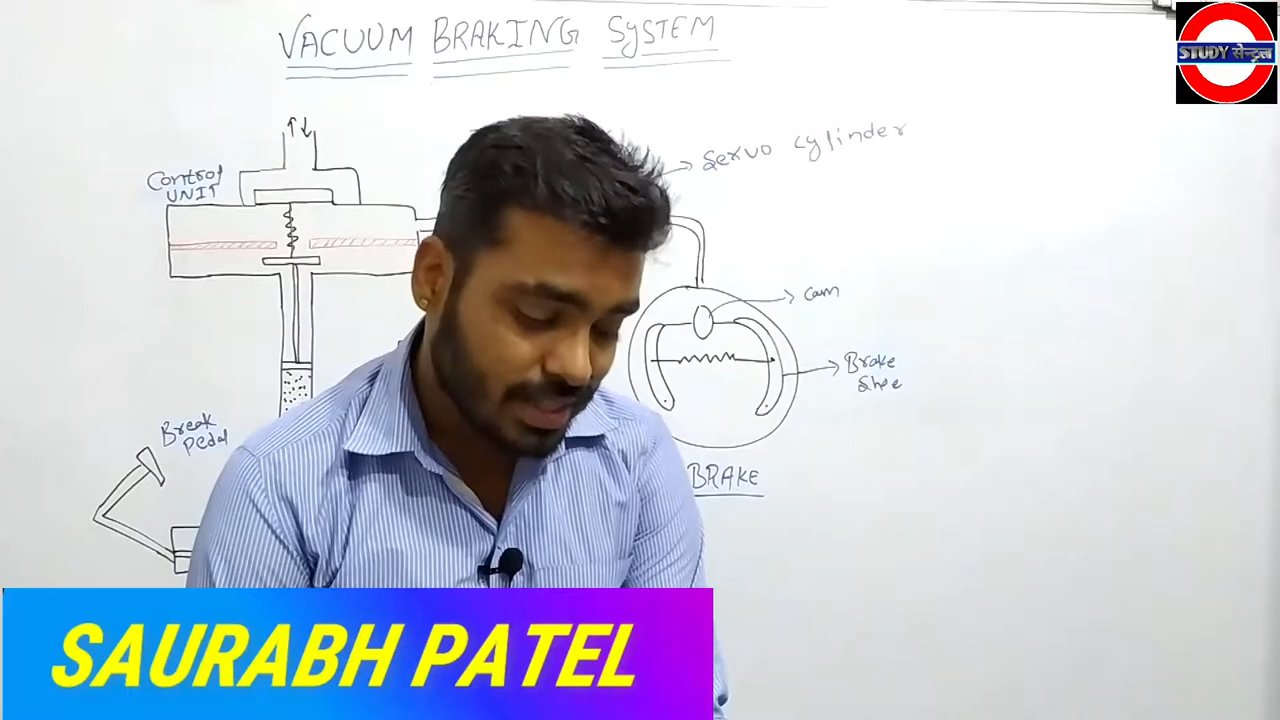 VACUUM BRAKING SYSTEM
STUDY सेन्ट्रल
Servo cylinder
Control
UNIT
Cam
Brake
Shoe
Break
Pedal
BRAKE
SAURABH PATEL